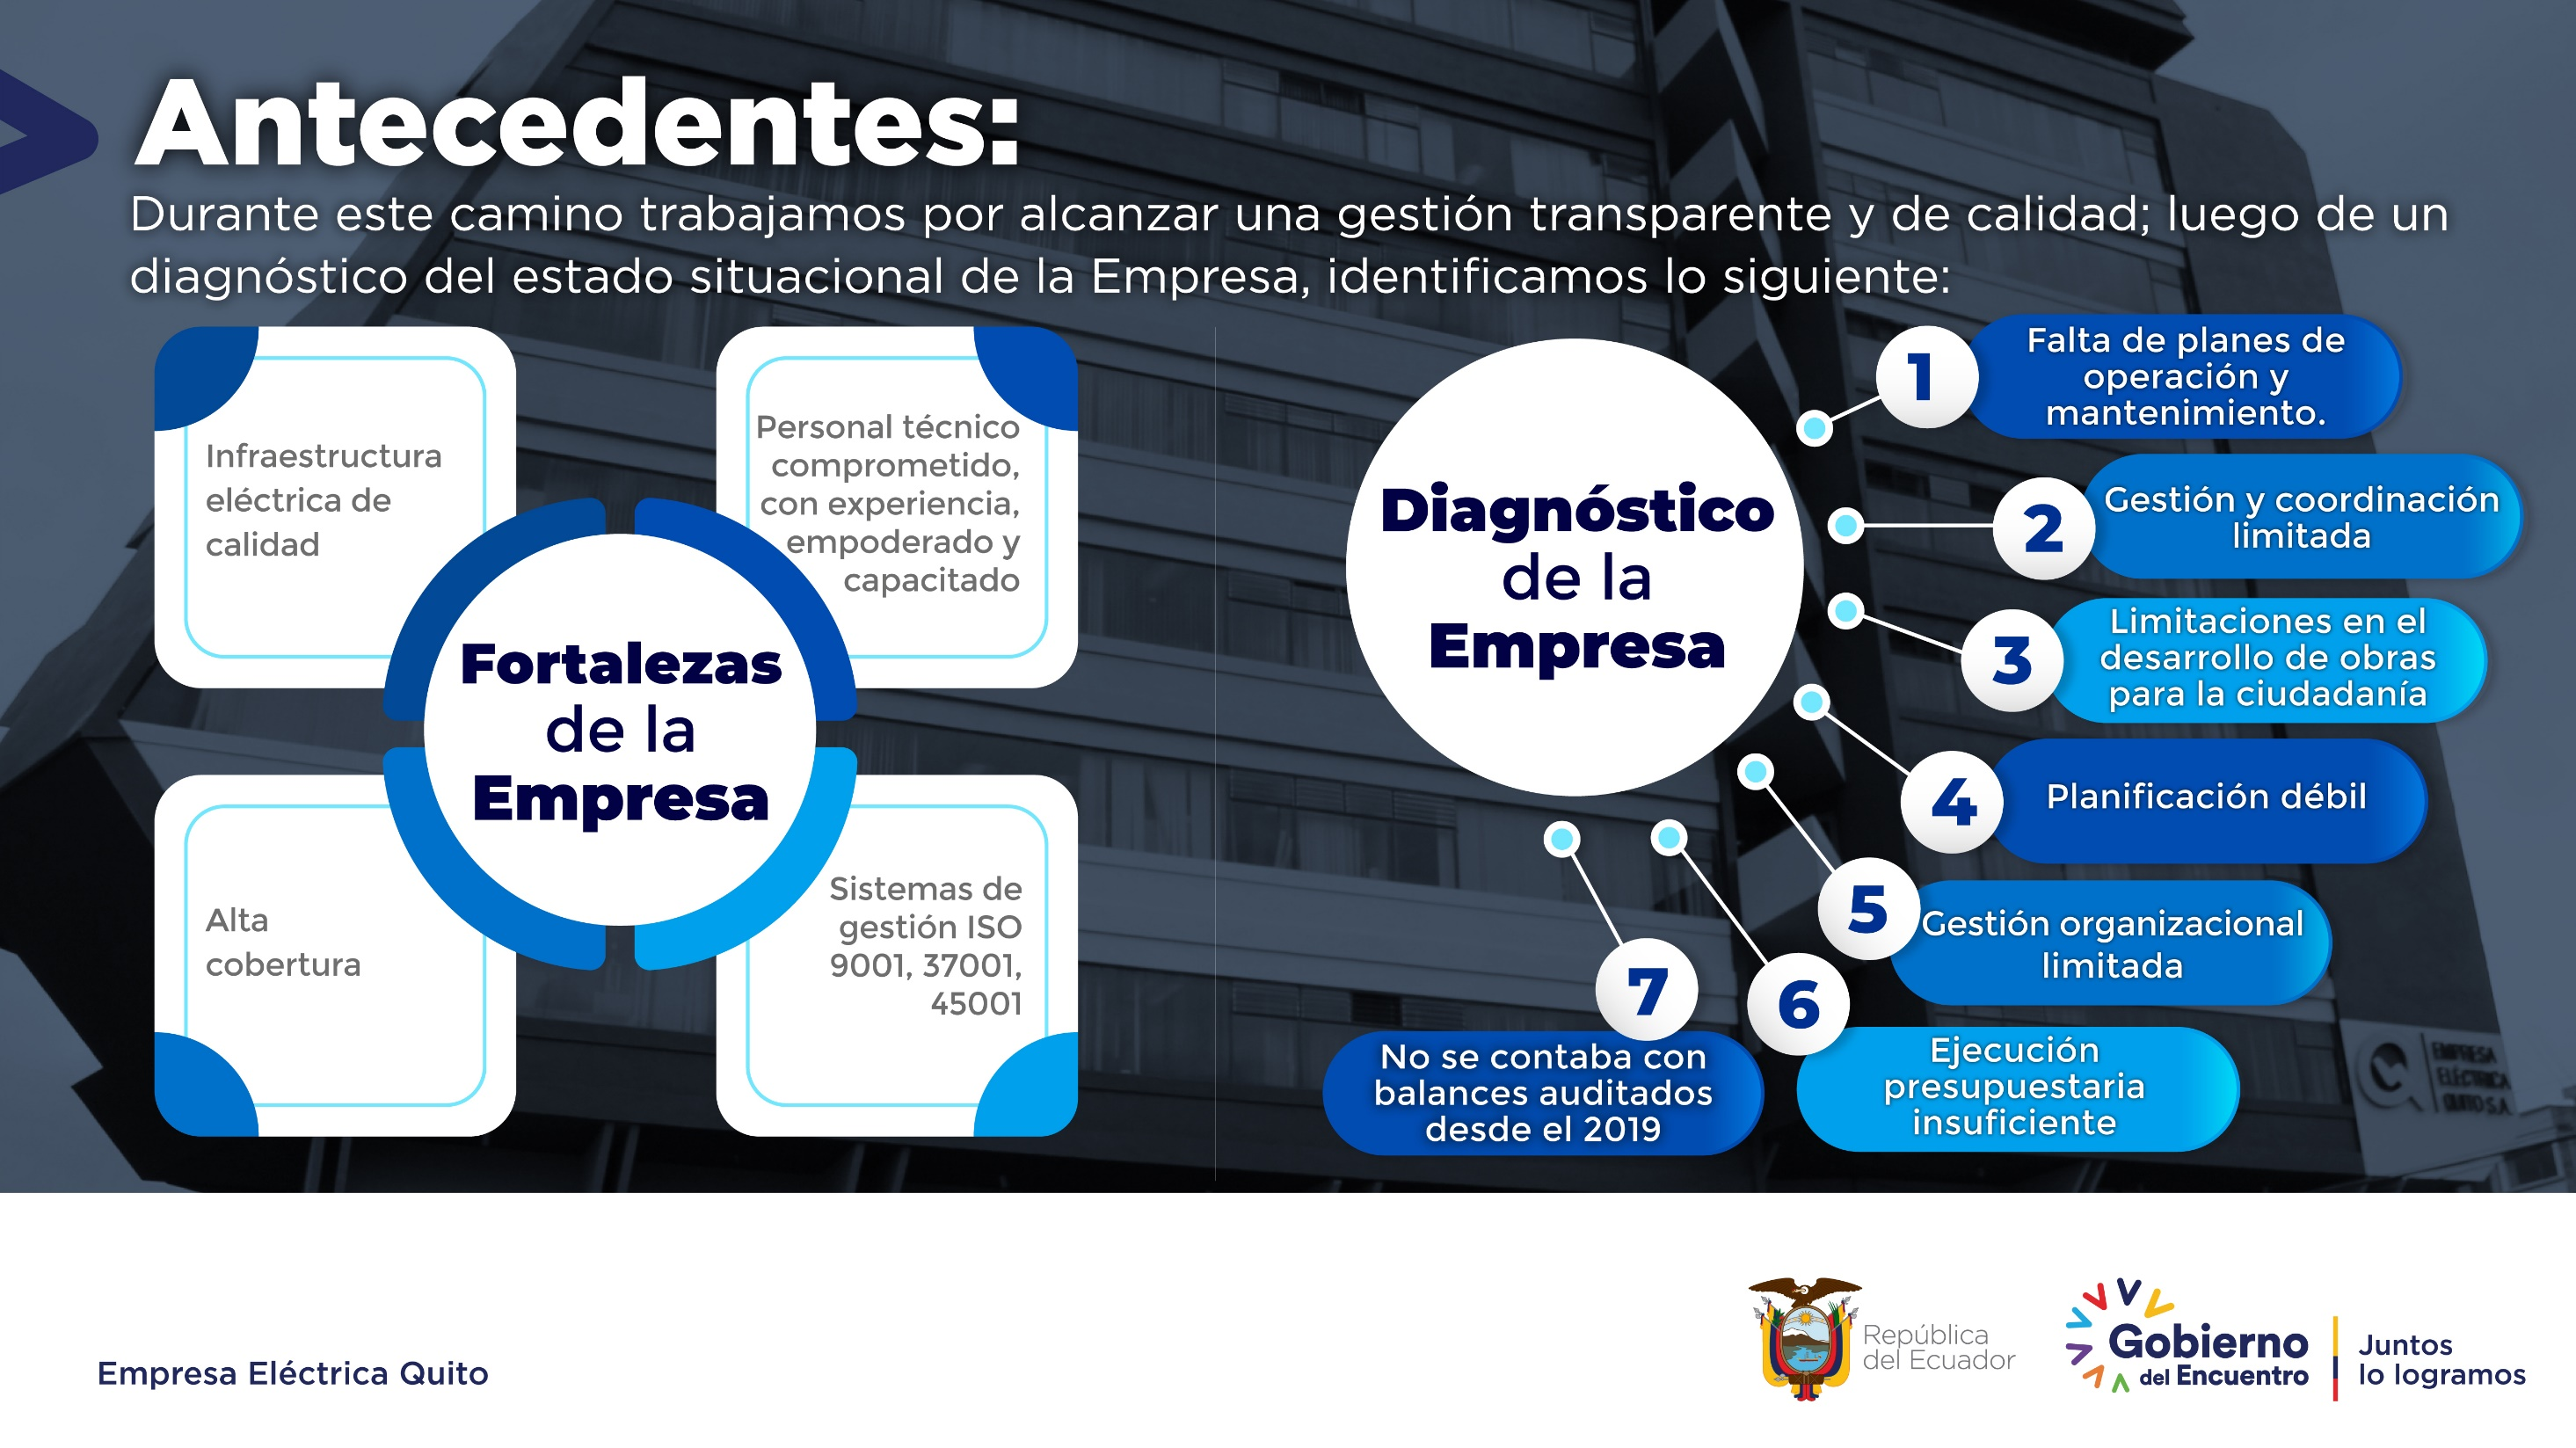 Antecedentes:
Durante este camino trabajamos por alcanzar una gestión transparente y de calidad; luego de un
diagnóstico del estado situacional de la Empresa, identificamos lo siguiente:
Infraestructura
eléctrica de
calidad
Personal técnico
comprometido,
con experiencia,
empoderado y
capacitado
Fortalezas
de la
Empresa
Alta
cobertura
Sistemas de
gestión ISO
9001, 37001,
45001
Diagnóstico
de la
Empresa
1
Falta de planes de
operación y
mantenimiento.
2
Gestión y coordinación
limitada
3
Limitaciones en el
desarrollo de obras
para la ciudadanía
4
Planificación débil
5
Gestión organizacional
limitada
6
Ejecución
presupuestaria
insuficiente
7
No se contaba con
balances auditados
desde el 2019
EMPRESA
ELÉCTRICA
QUITO S.A.
Empresa Eléctrica Quito
República
del Ecuador
Gobierno
del Encuentro
Juntos
lo logramos